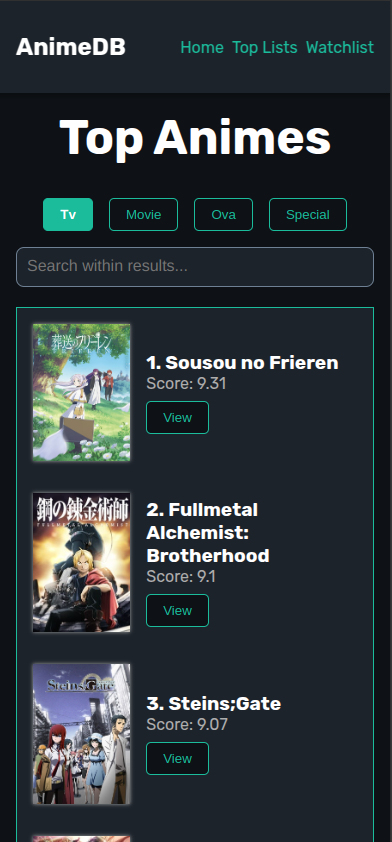 AnimeDB
Home Top Lists Watchlist
Top Animes
Tv Movie Ova Special
Search within results...
葬送のフリーレン
1. Sousou no Frieren
Score: 9.31
View
鋼の錬金術師
FULLMETAL ALCHEMIST
2. Fullmetal
Alchemist:
Brotherhood
Score: 9.1
View
Steins;Gate
3. Steins;Gate
Score: 9.07
View